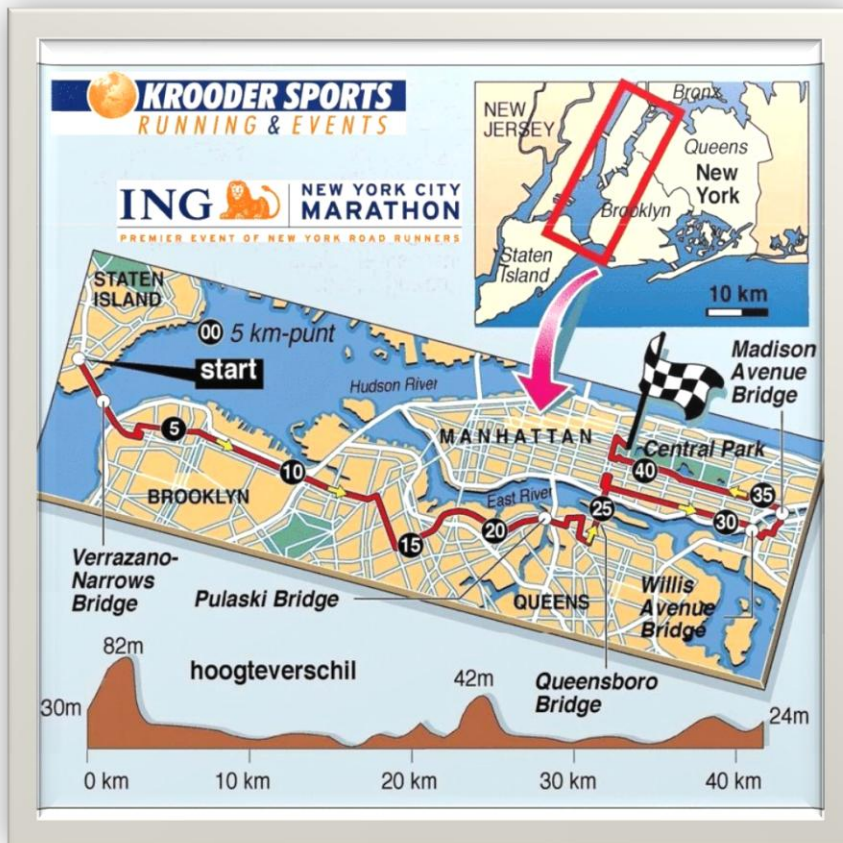 KROODER SPORTS
RUNNING & EVENTS
ING
NEW YORK CITY
MARATHON
PREMIER EVENT OF NEW YORK ROAD RUNNERS
NEW
JERSEY
Bronx
Queens
New
York
Brooklyn
Staten
Island
10 km
STATEN
ISLAND
00 5 km-punt
start
Hudson River
MANHATTAN
Central Park
Madison
Avenue
Bridge
BROOKLYN
East River
QUEENS
5
10
15
20
25
30
35
40
Verrazano-
Narrows
Bridge
Pulaski Bridge
Willis
Avenue
Bridge
Queensboro
Bridge
hoogteverschil
30m
82m
42m
24m
0 km
10 km
20 km
30 km
40 km